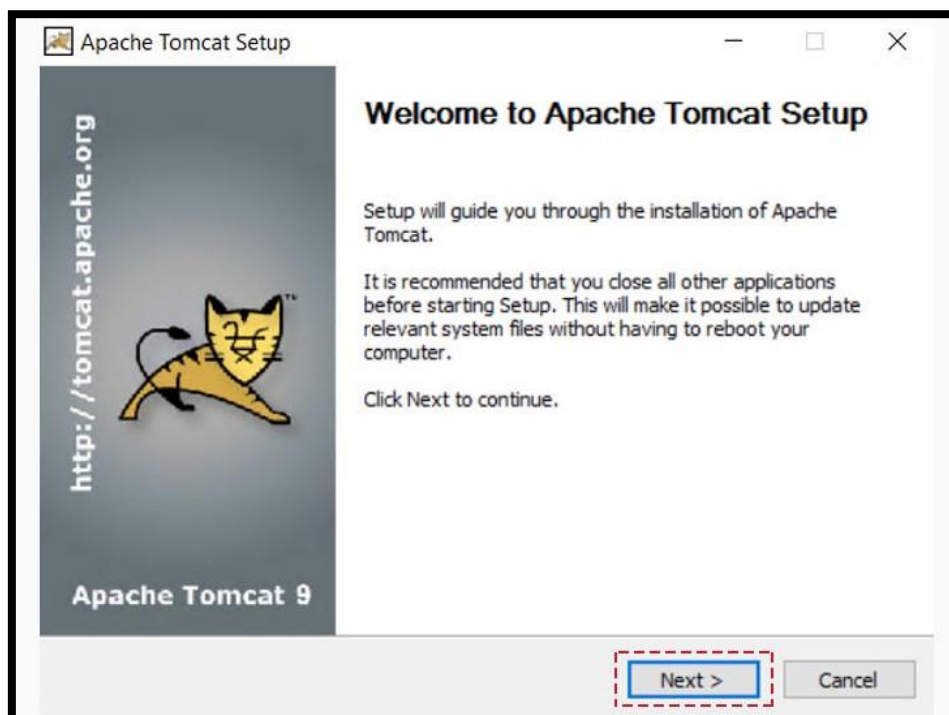 Apache Tomcat Setup
http://tomcat.apache.org
Apache Tomcat 9
Welcome to Apache Tomcat Setup
Setup will guide you through the installation of Apache
Tomcat.
It is recommended that you close all other applications
before starting Setup. This will make it possible to update
relevant system files without having to reboot your
computer.
Click Next to continue.
TM
Next >
Cancel